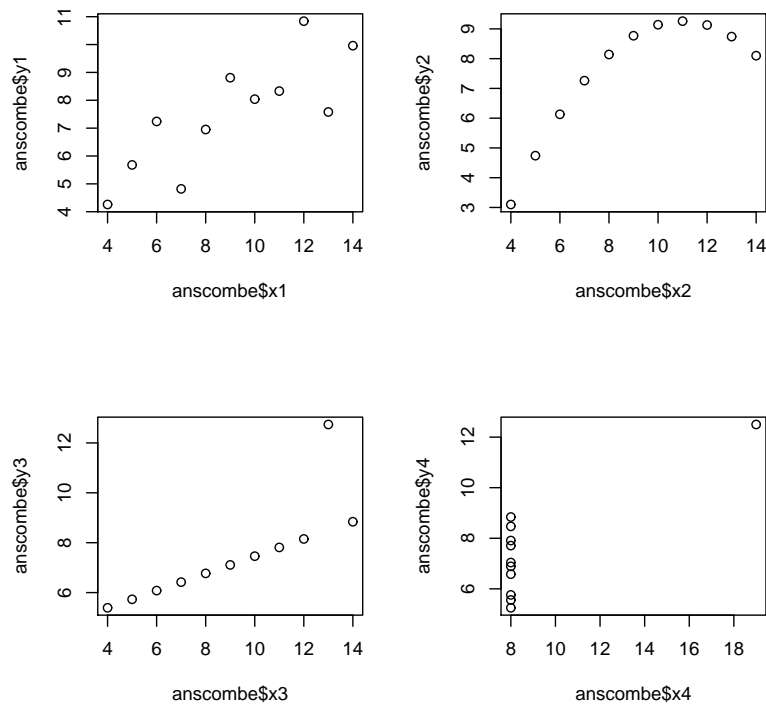 4 5 6 7 8 9 11
anscombe$y1
4 6 8 10 12 14
anscombe$x1
3 4 5 6 7 8 9
anscombe$y2
4 6 8 10 12 14
anscombe$x2
6 8 10 12
anscombe$y3
4 6 8 10 12 14
anscombe$x3
6 8 10 12
anscombe$y4
8 10 12 14 16 18
anscombe$x4